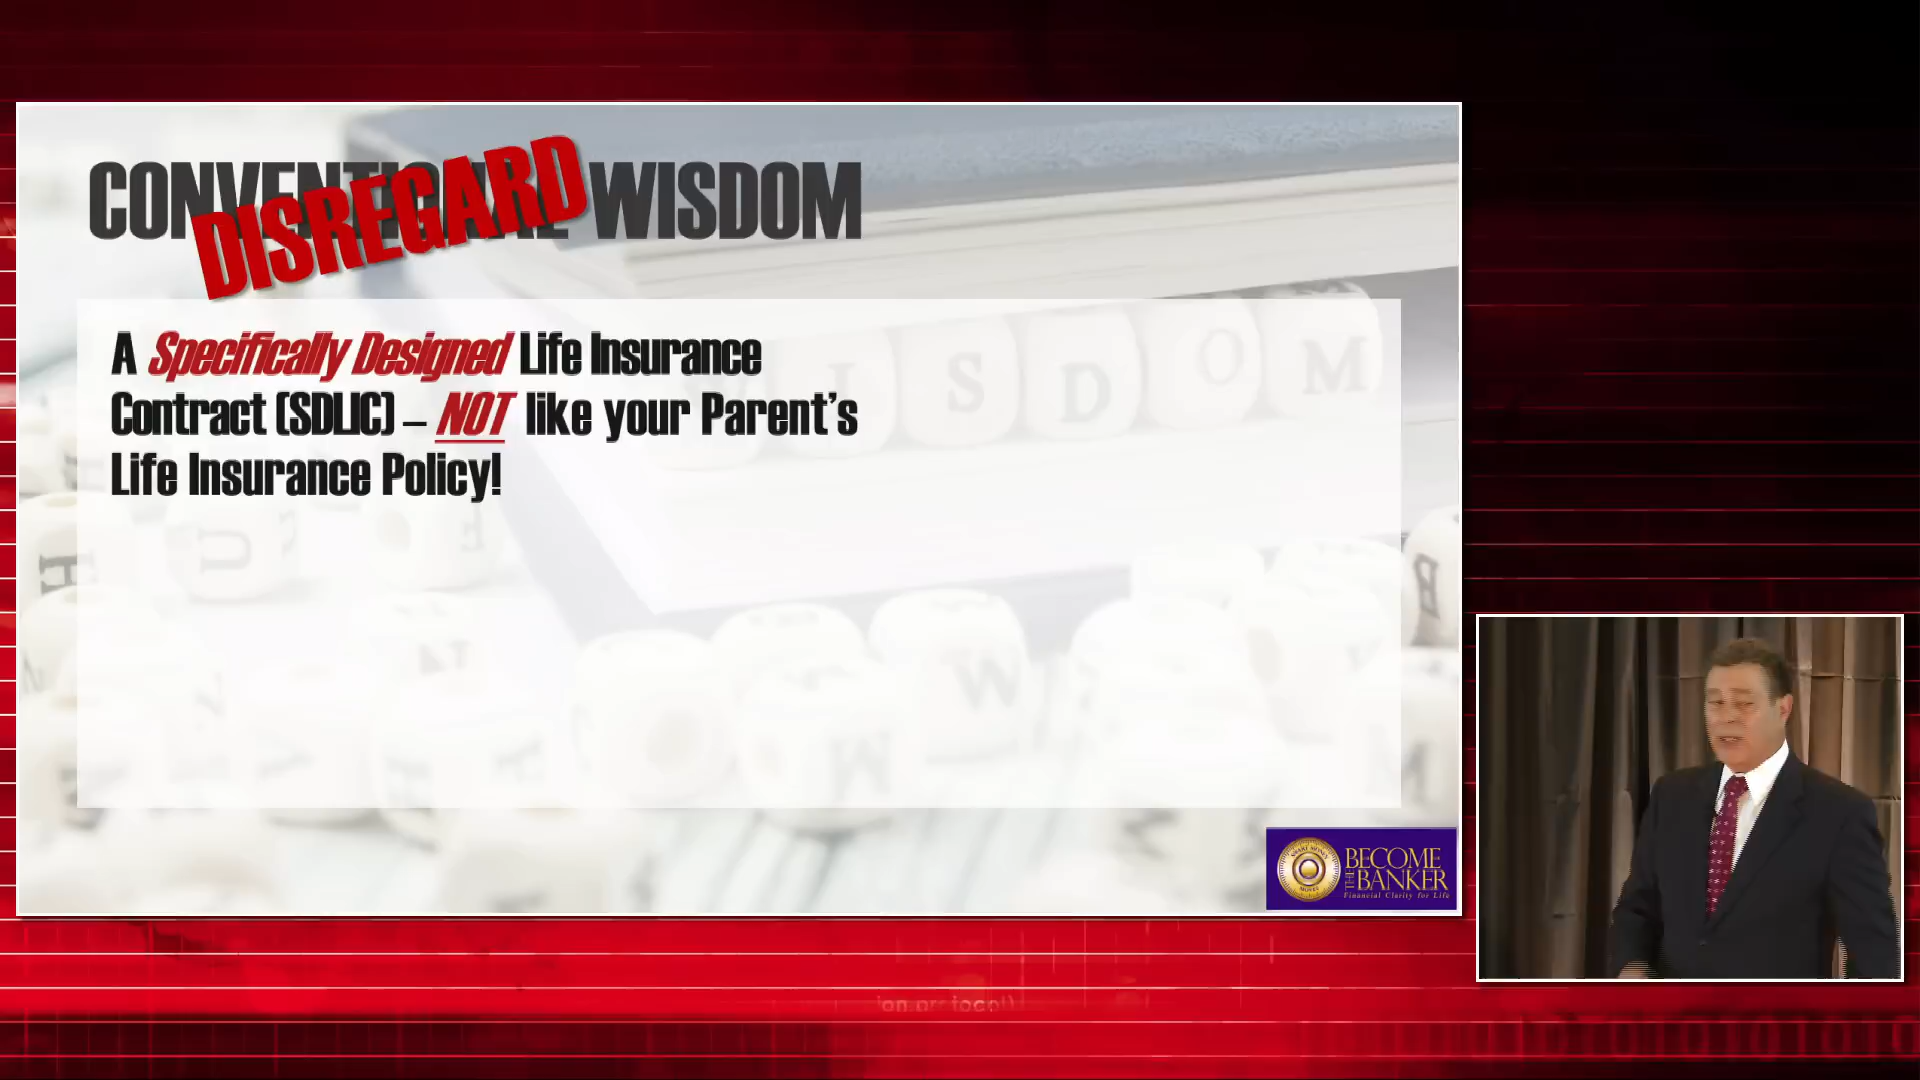 CONVENTIONAL WISDOM
DISREGARD
A Specifically Designed Life Insurance
Contract (SDLIC) – NOT like your Parent's
Life Insurance Policy!
W I S D O M
BECOME
THE BANKER
Financial Clarity for Life